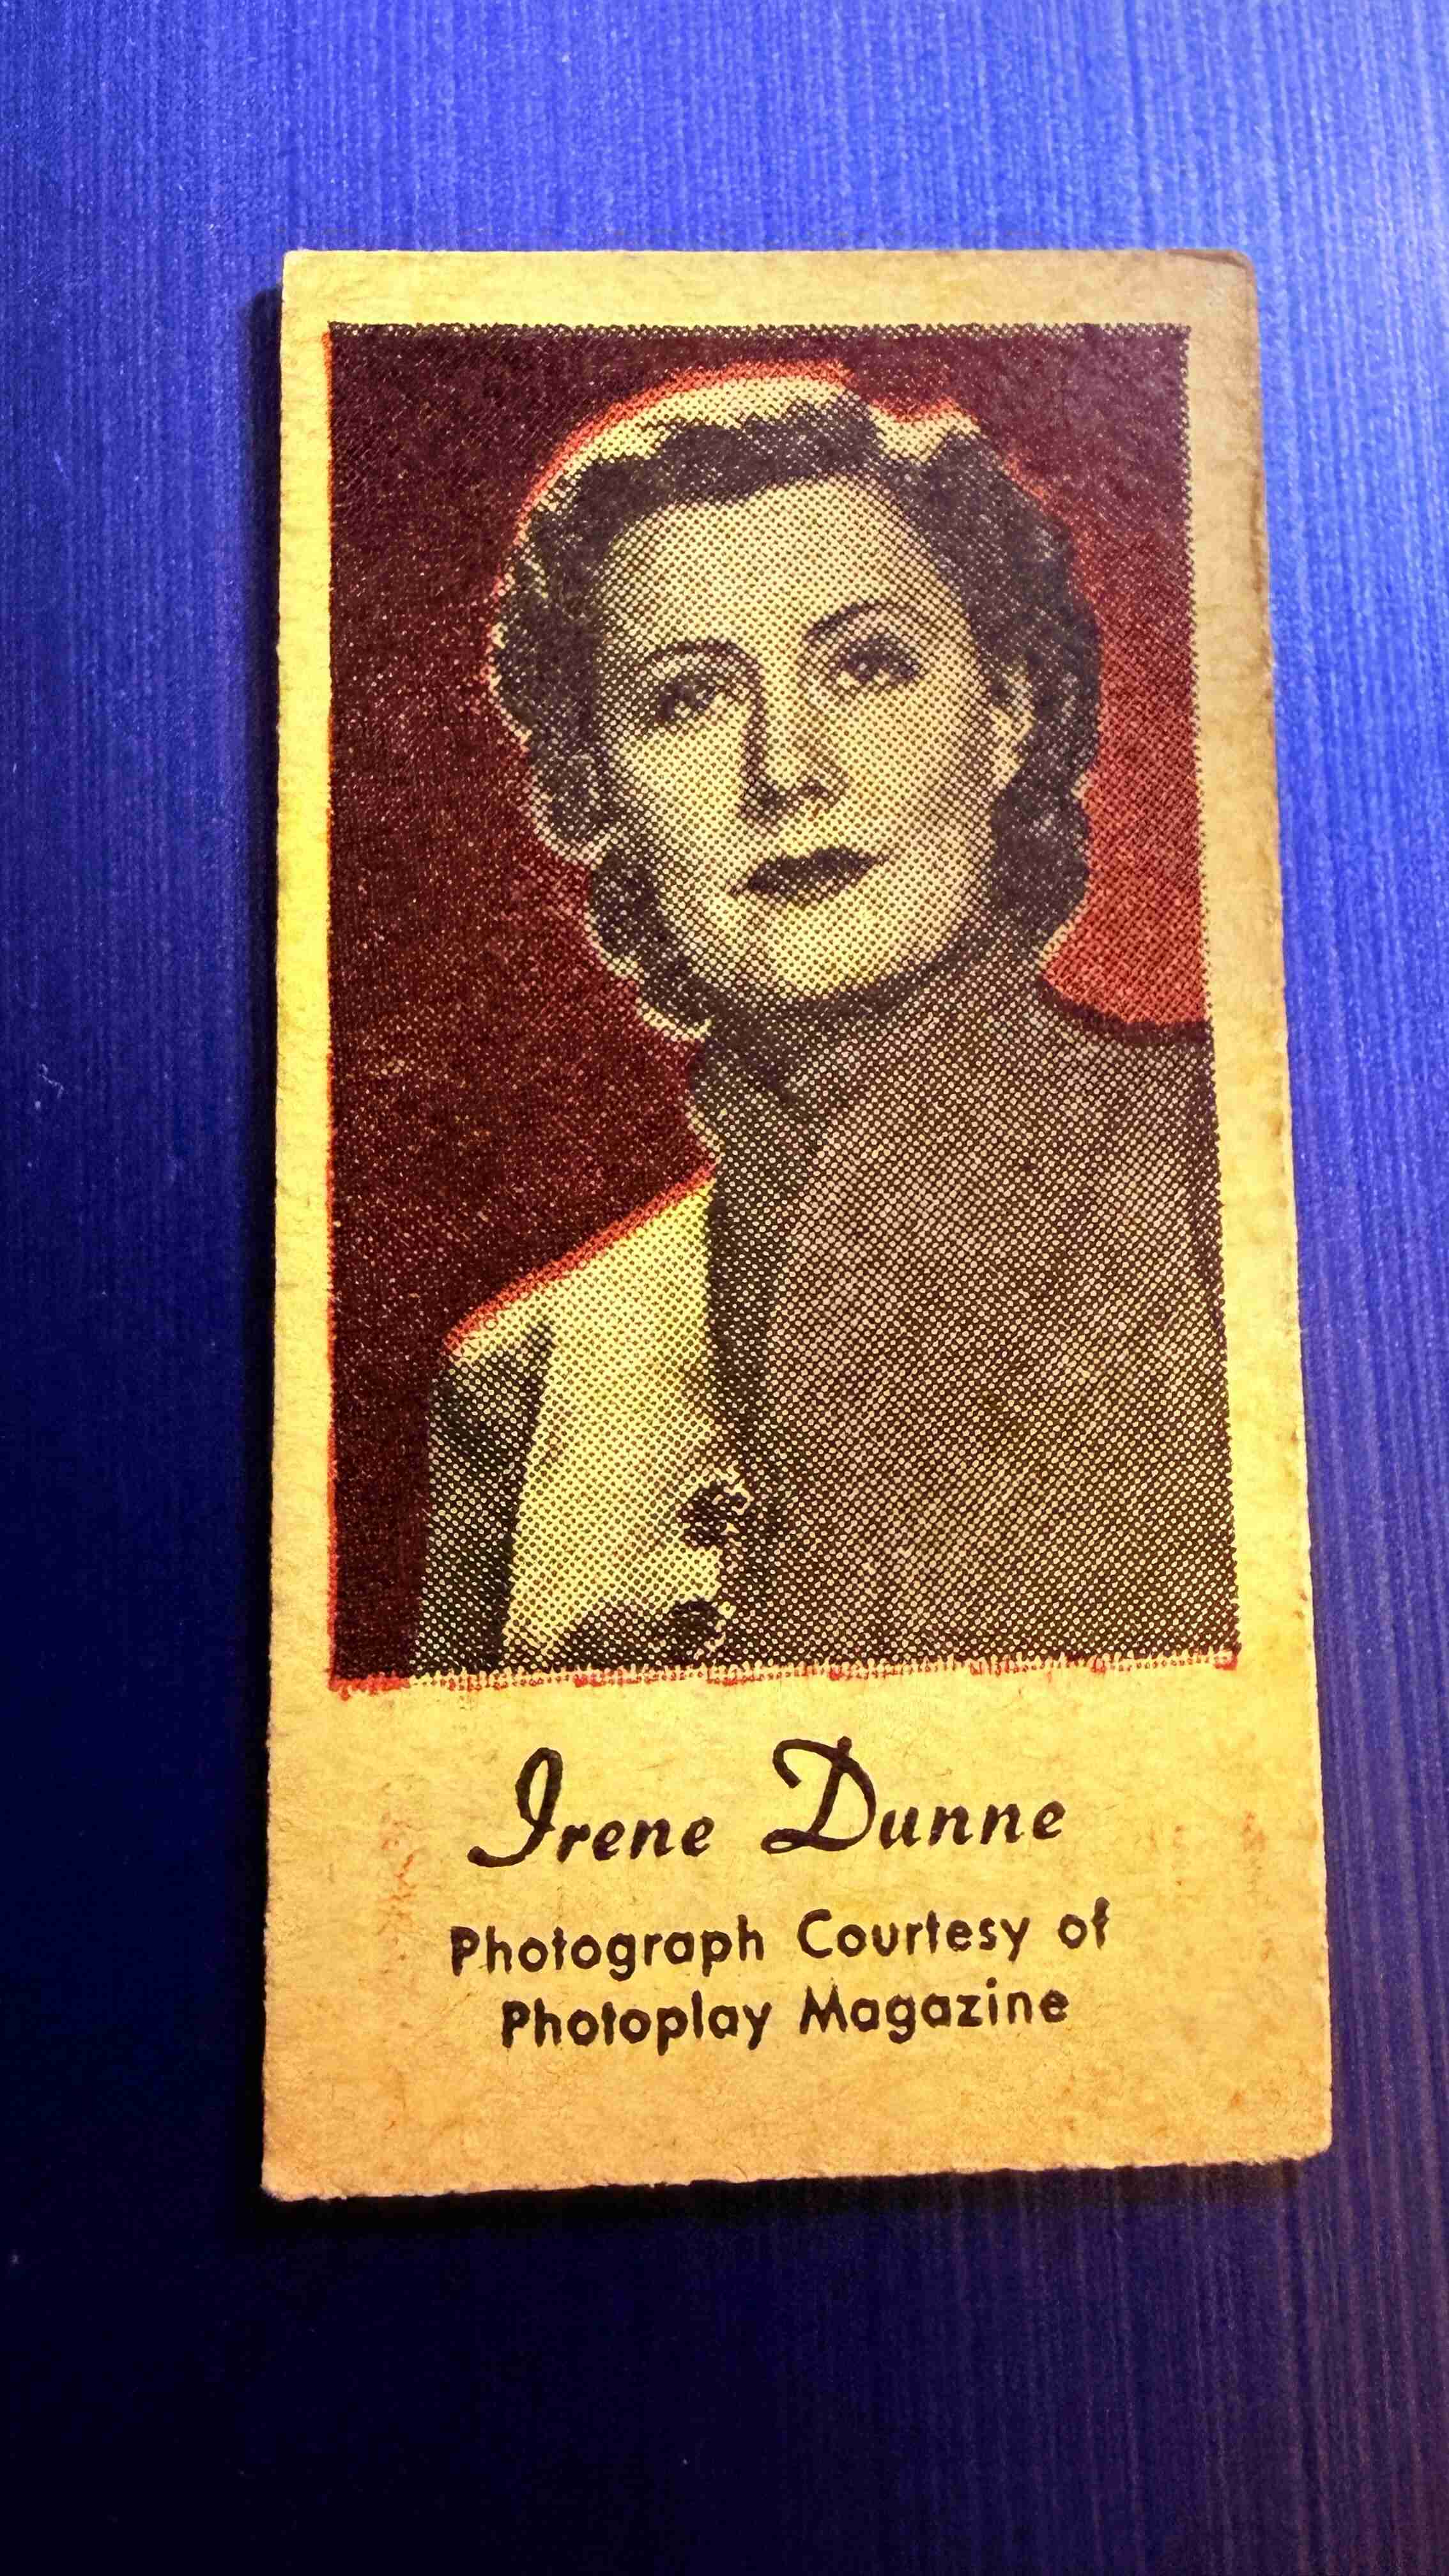 Irene Dunne
Photograph Courtesy of
Photoplay Magazine